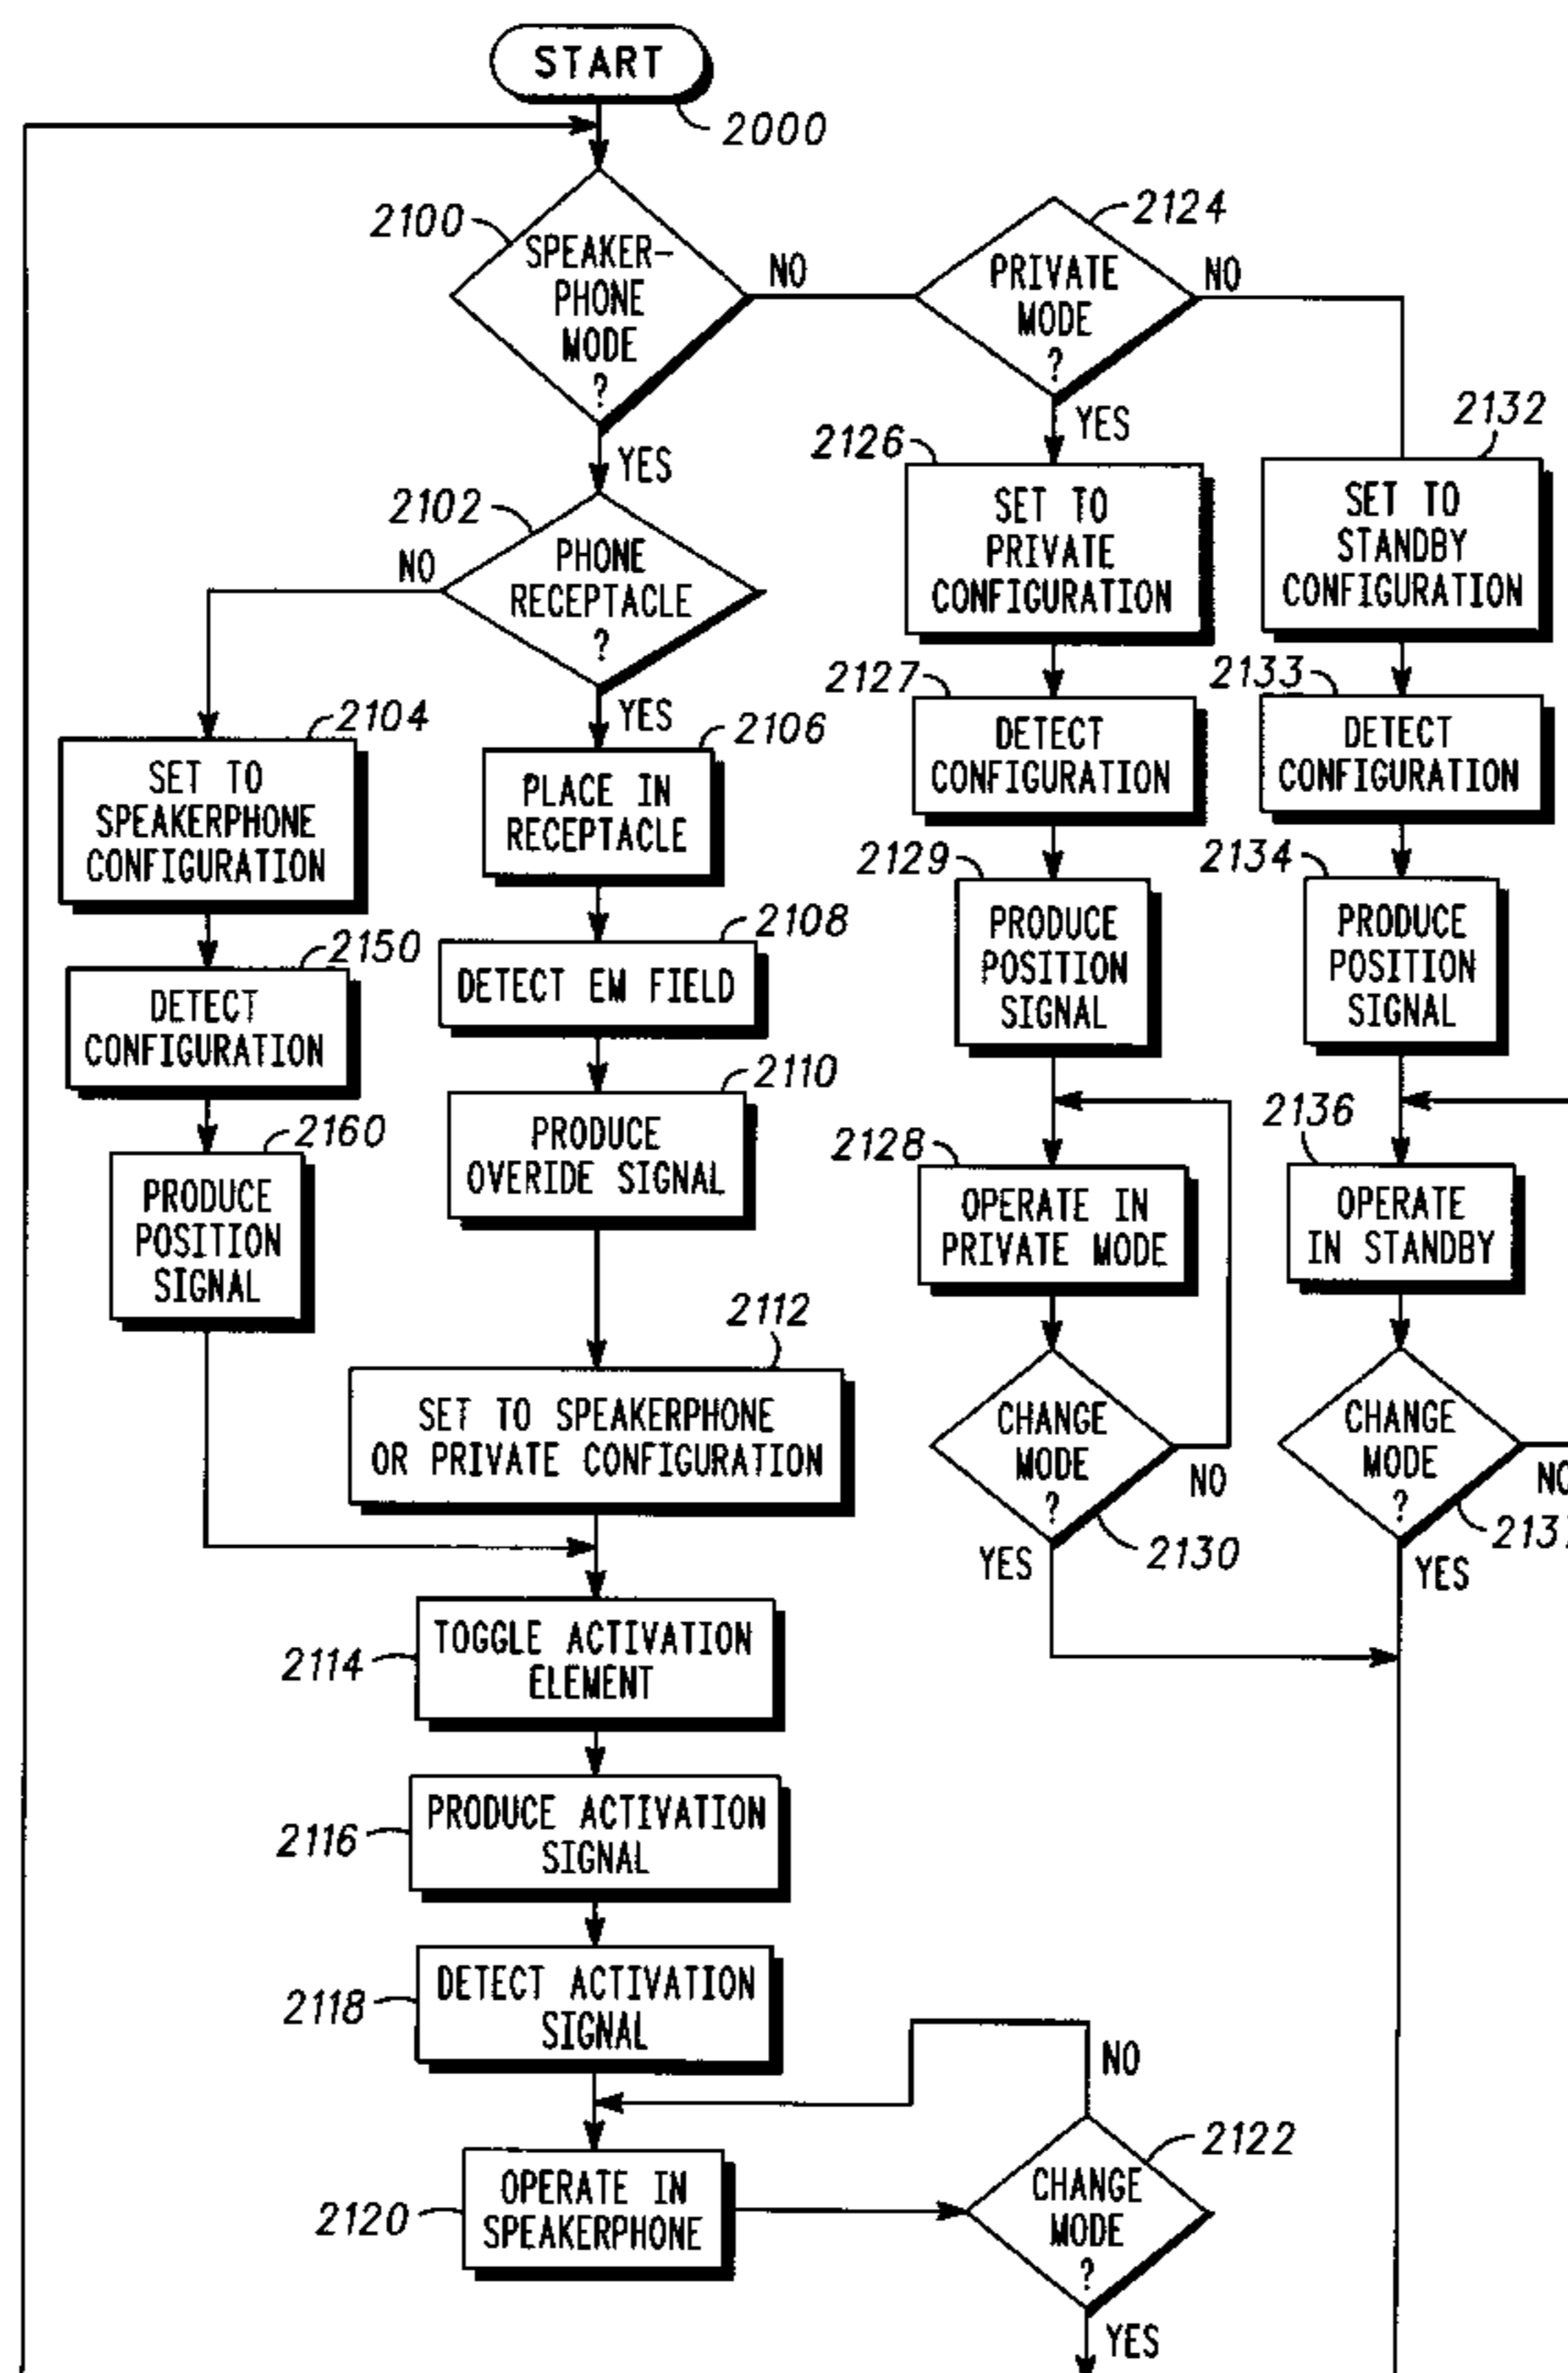 START
2000
2100
SPEAKER-
PHONE
MODE
?
NO
YES
2124
PRIVATE
MODE
?
NO
YES
2102
PHONE
RECEPTACLE
?
NO
YES
2126
SET TO
PRIVATE
CONFIGURATION
2132
SET TO
STANDBY
CONFIGURATION
2104
SET TO
SPEAKERPHONE
CONFIGURATION
2106
PLACE IN
RECEPTACLE
2127
DETECT
CONFIGURATION
2133
DETECT
CONFIGURATION
2150
DETECT
CONFIGURATION
2108
DETECT EM FIELD
2129
PRODUCE
POSITION
SIGNAL
2134
PRODUCE
POSITION
SIGNAL
2160
PRODUCE
POSITION
SIGNAL
2110
PRODUCE
OVERIDE SIGNAL
2128
OPERATE IN
PRIVATE MODE
2136
OPERATE
IN STANDBY
2112
SET TO SPEAKERPHONE
OR PRIVATE CONFIGURATION
CHANGE
MODE
?
NO
2130
YES
CHANGE
MODE
?
NO
YES
2114
TOGGLE ACTIVATION
ELEMENT
2116
PRODUCE ACTIVATION
SIGNAL
2118
DETECT ACTIVATION
SIGNAL
2120
OPERATE IN
SPEAKERPHONE
NO
2122
CHANGE
MODE
?
YES